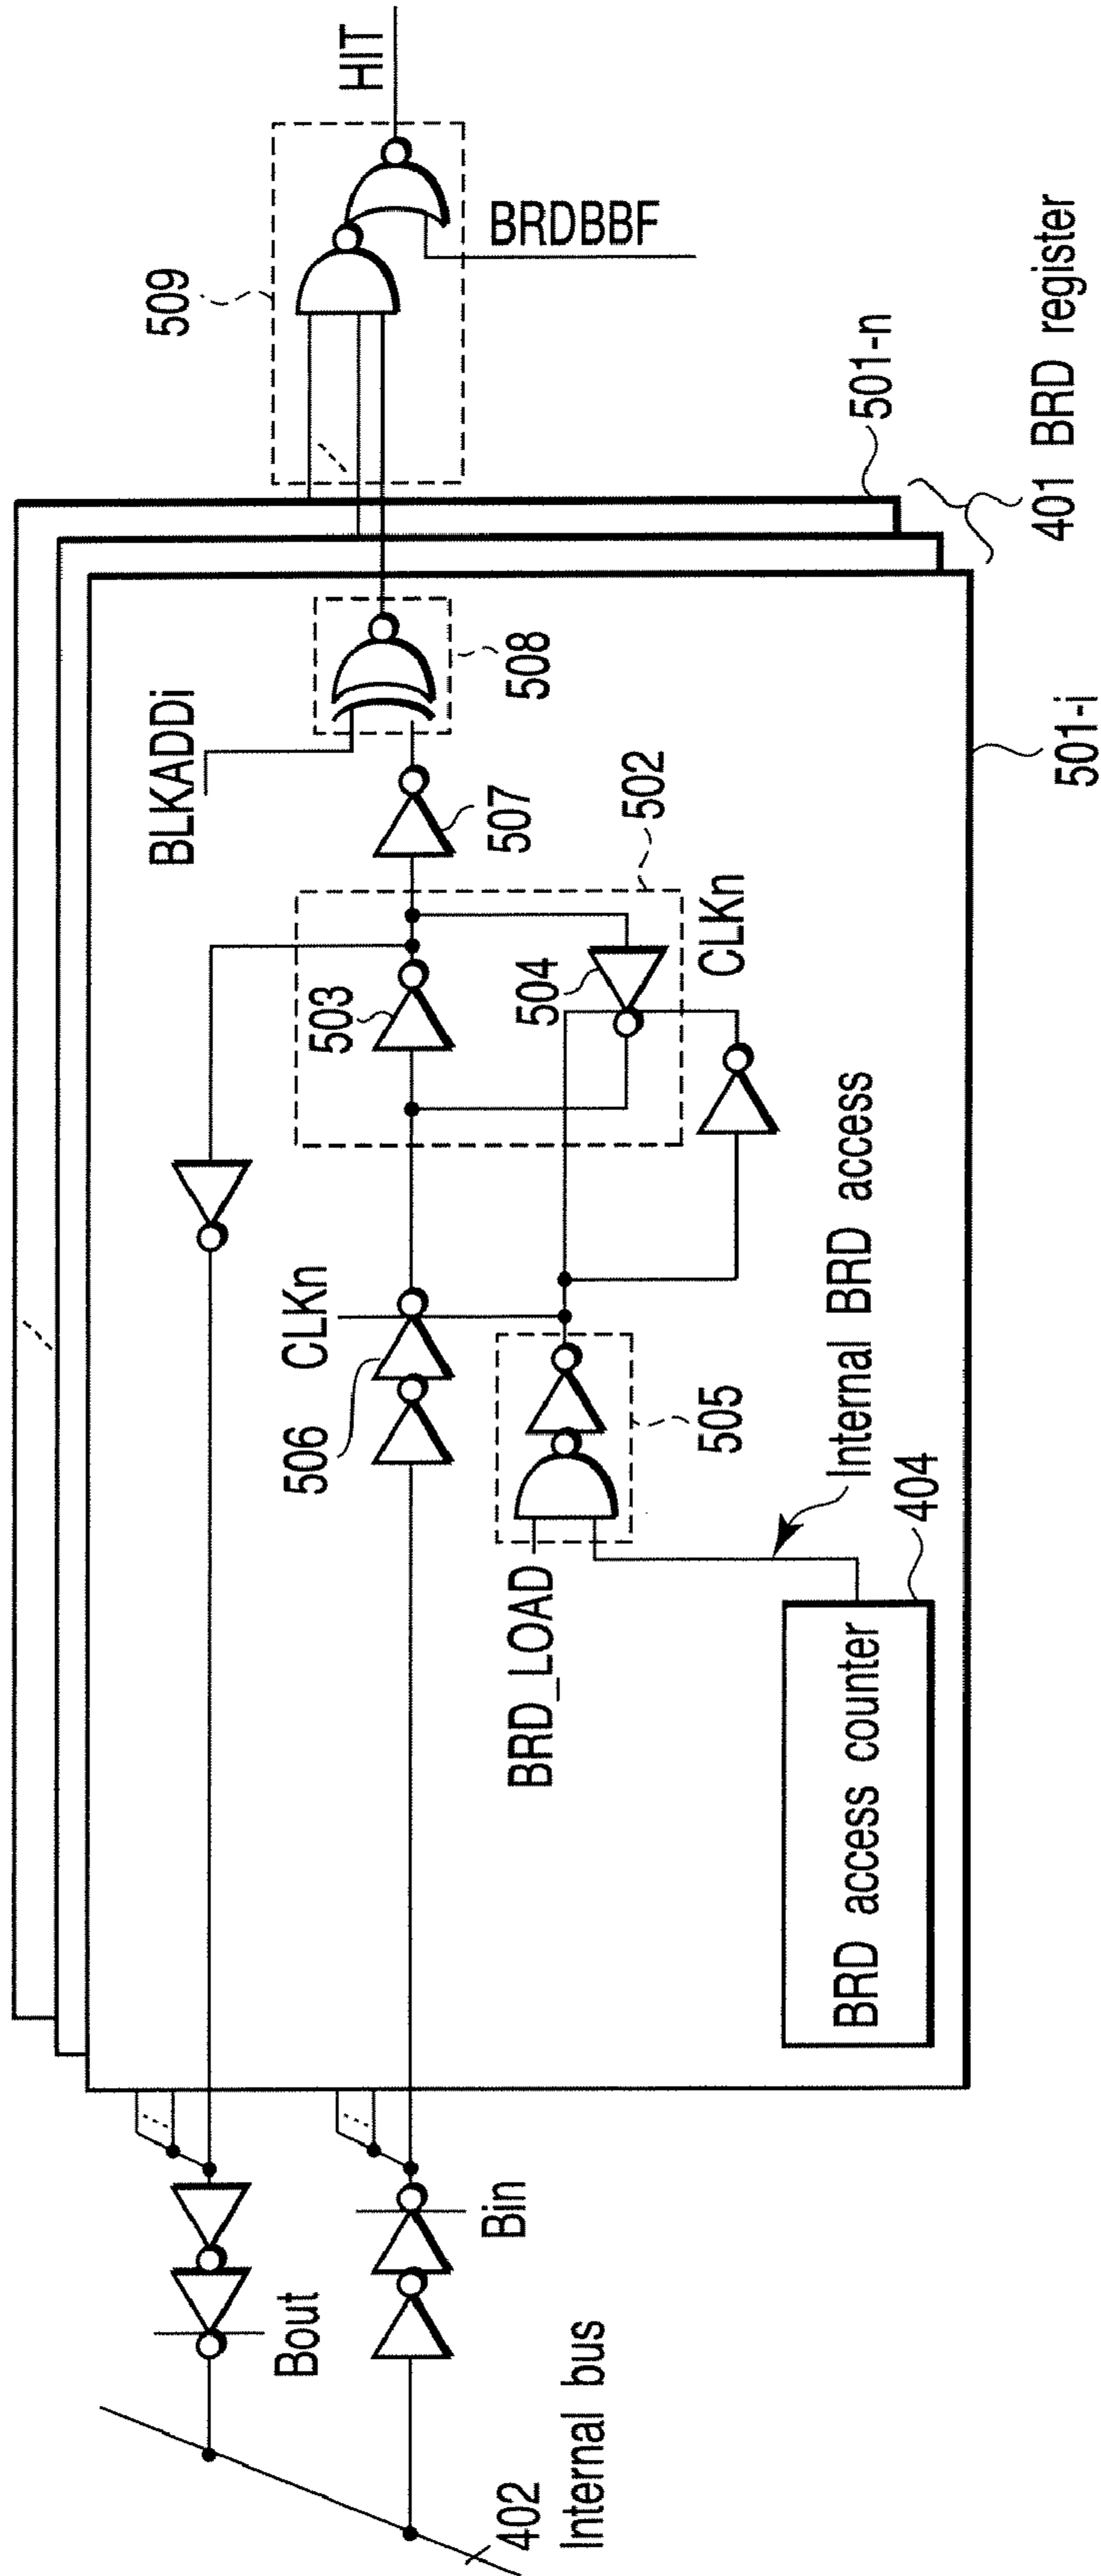 HIT
509
BRDBBF
501-n
401 BRD register
BLKADDi
508
507
502
501-i
503
504
CLKn
CLKn
506
505
Internal BRD access
BRD_LOAD
404
BRD access counter
Bin
Bout
402
Internal bus